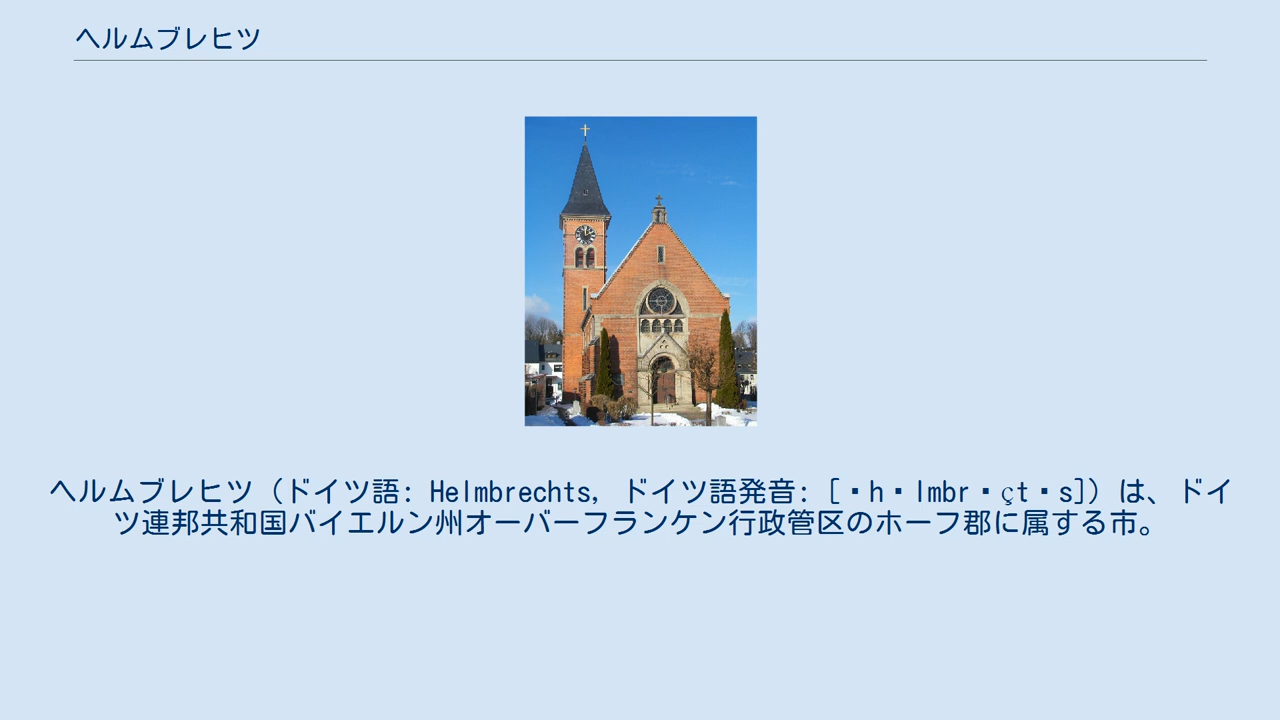 ヘルムブレヒツ
ヘルムブレヒツ（ドイツ語: Helmbrechts, ドイツ語発音: [・h・lmbr・çt・s]）は、ドイ
ツ連邦共和国バイエルン州オーバーフランケン行政管区のホーフ郡に属する市。